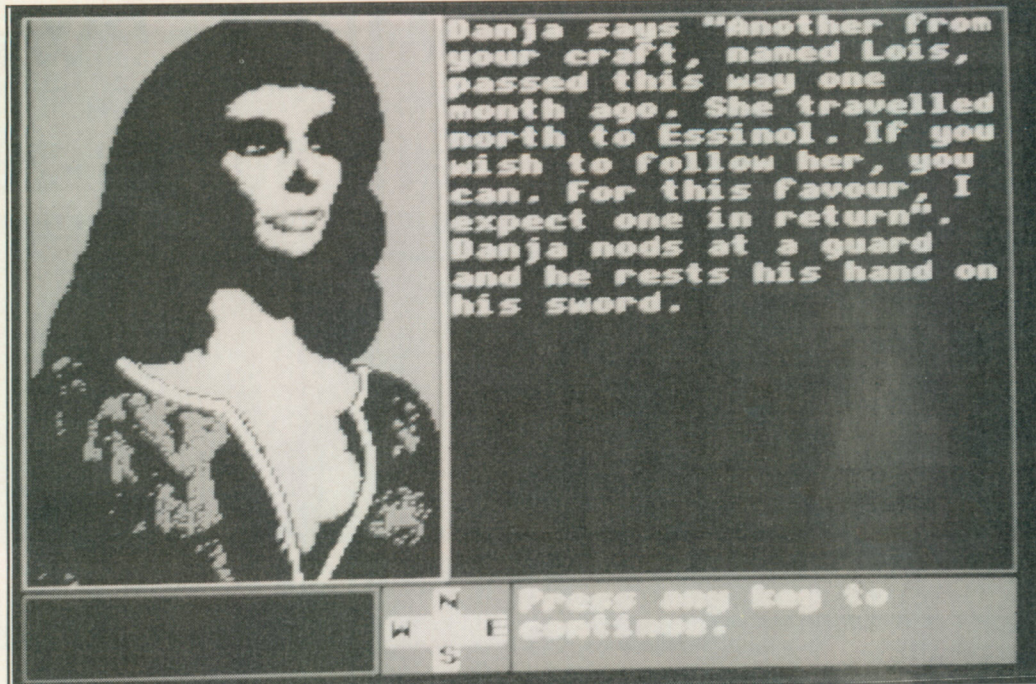 Danja says "Another from
your craft, named Lois,
passed this way one
month ago. She travelled
north to Essinol. If you
wish to follow her, you
can. For this favour, I
expect one in return".
Danja nods at a guard
and he rests his hand on
his sword.
N
W E
S
Press any key to
continue.